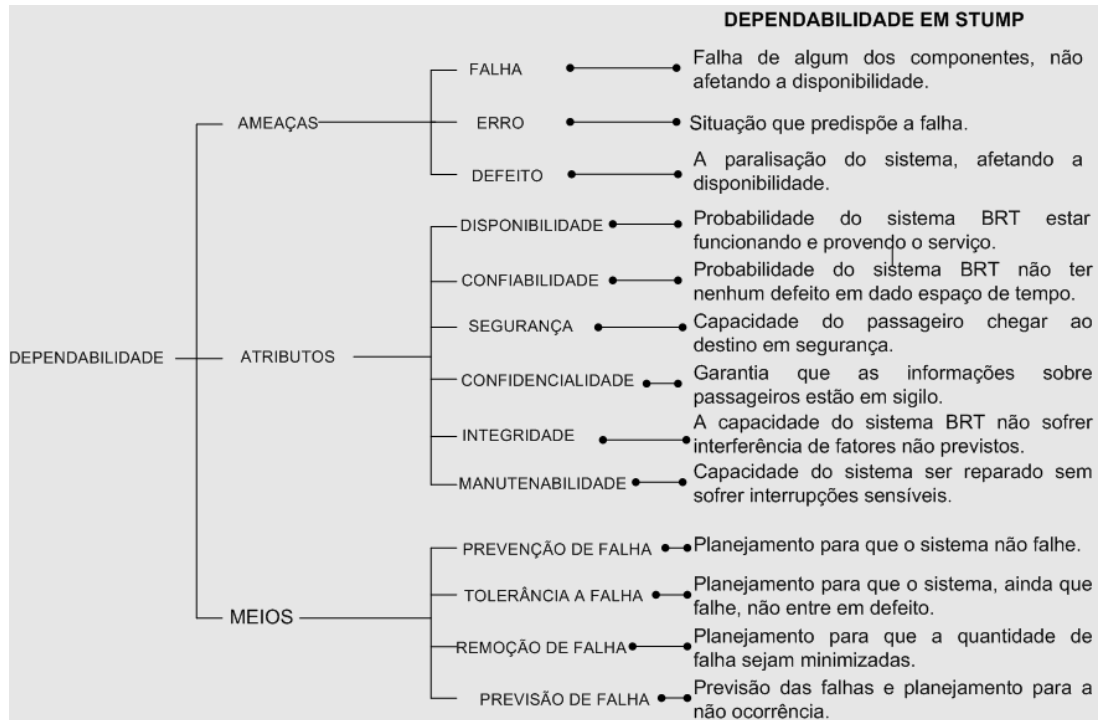 DEPENDABILIDADE EM STUMP
DEPENDABILIDADE
AMEAÇAS
FALHA
Falha de algum dos componentes, não
afetando a disponibilidade.
ERRO
Situação que predispõe a falha.
DEFEITO
A paralisação do sistema, afetando a
disponibilidade.
ATRIBUTOS
DISPONIBILIDADE
Probabilidade do sistema BRT estar
funcionando e provendo o serviço.
CONFIABILIDADE
Probabilidade do sistema BRT não ter
nenhum defeito em dado espaço de tempo.
SEGURANÇA
Capacidade do passageiro chegar ao
destino em segurança.
CONFIDENCIALIDADE
Garantia que as informações sobre
passageiros estão em sigilo.
INTEGRIDADE
A capacidade do sistema BRT não sofrer
interferência de fatores não previstos.
MANUTENABILIDADE
Capacidade do sistema ser reparado sem
sofrer interrupções sensíveis.
MEIOS
PREVENÇÃO DE FALHA
Planejamento para que o sistema não falhe.
TOLERÂNCIA A FALHA
Planejamento para que o sistema, ainda que
falhe, não entre em defeito.
REMOÇÃO DE FALHA
Planejamento para que a quantidade de
falha sejam minimizadas.
PREVISÃO DE FALHA
Previsão das falhas e planejamento para a
não ocorrência.